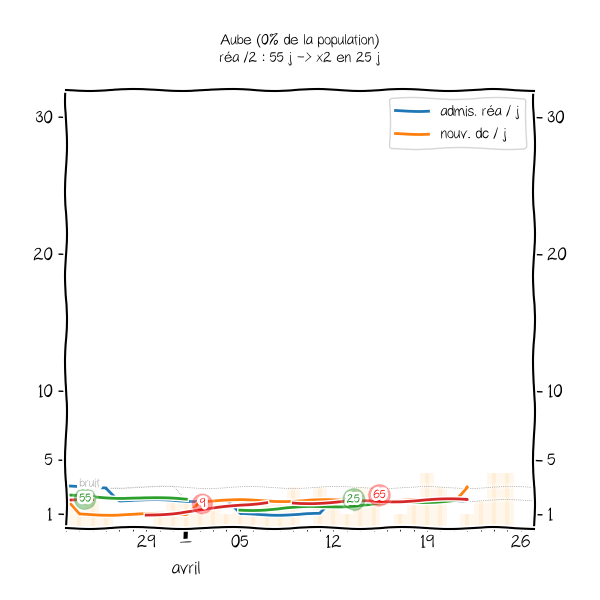 Aube (0% de la population)
réa /2 : 55 j -> x2 en 25 j
admis. réa / j
nouv. dc / j
30 30
20 20
10 10
5 5
bruit
55 9 25 65
1 1
29 05 12 19 26
avril